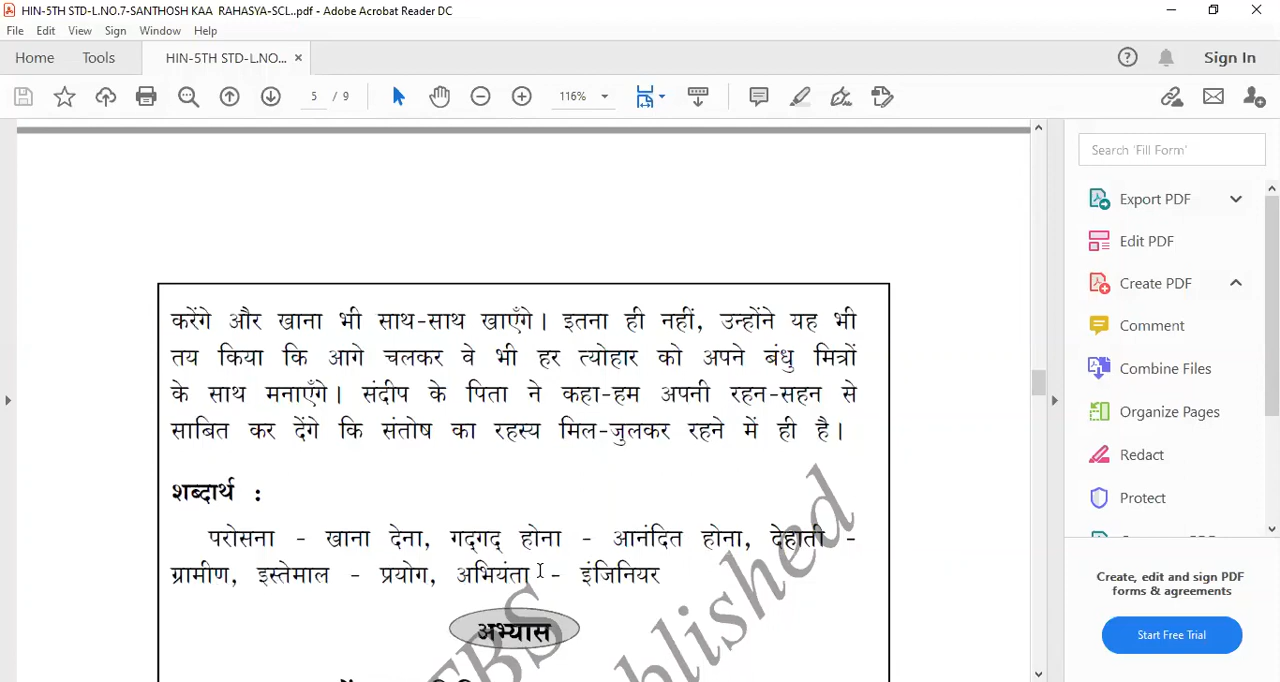 HIN-5TH STD-L.NO.7-SANTHOSH KAA RAHASYA-SCL..pdf - Adobe Acrobat Reader DC
File Edit View Sign Window Help
Home Tools HIN-5TH STD-L.NO... × Sign In
5 / 9 116%
Search 'Fill Form'
Export PDF
Edit PDF
Create PDF
Comment
Combine Files
Organize Pages
Redact
Protect
Create, edit and sign PDF
forms & agreements
Start Free Trial
करेंगे और खाना भी साथ-साथ खाएँगे। इतना ही नहीं, उन्होंने यह भी
तय किया कि आगे चलकर वे भी हर त्योहार को अपने बंधु मित्रों
के साथ मनाएँगे। संदीप के पिता ने कहा-हम अपनी रहन-सहन से
साबित कर देंगे कि संतोष का रहस्य मिल-जुलकर रहने में ही है।
शब्दार्थ :
परोसना - खाना देना, गद्‌गद् होना - आनंदित होना, देहाती -
ग्रामीण, इस्तेमाल - प्रयोग, अभियंता - इंजिनियर
अभ्यास
TBS
published